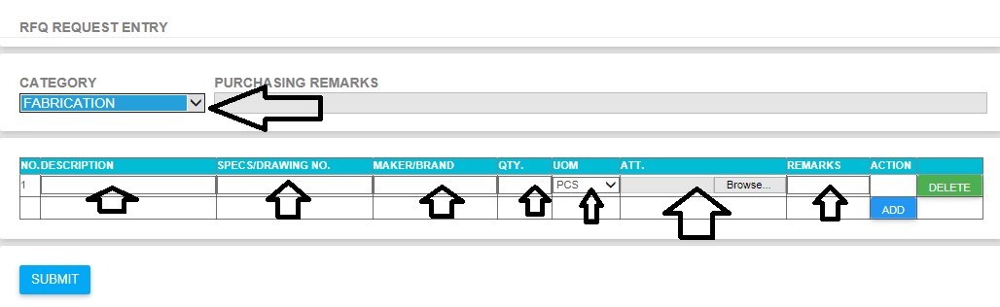 RFQ REQUEST ENTRY
CATEGORY PURCHASING REMARKS
FABRICATION
NO. DESCRIPTION SPECS/DRAWING NO. MAKER/BRAND QTY. UOM ATT. REMARKS ACTION
1 PCS Browse... DELETE
ADD
SUBMIT